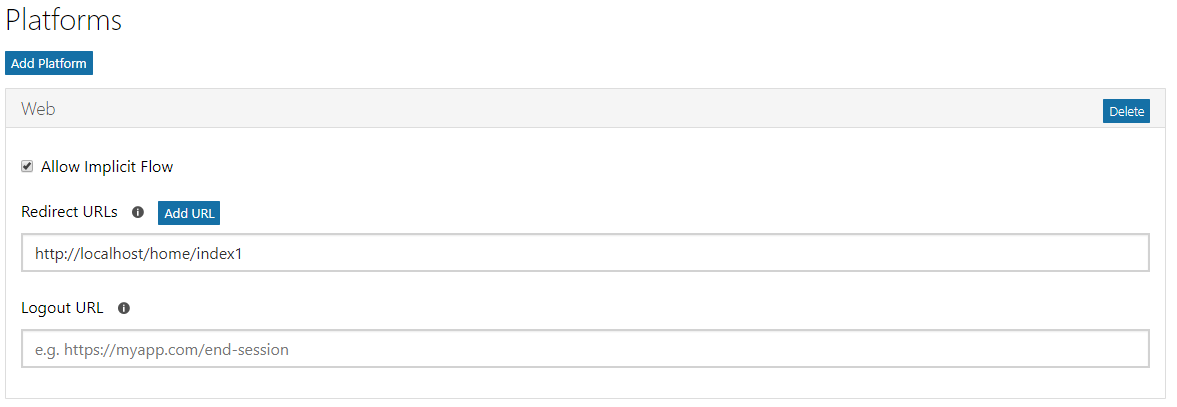 Platforms
Add Platform
Web
Delete
Allow Implicit Flow
Redirect URLs
Add URL
http://localhost/home/index1
Logout URL
e.g. https://myapp.com/end-session